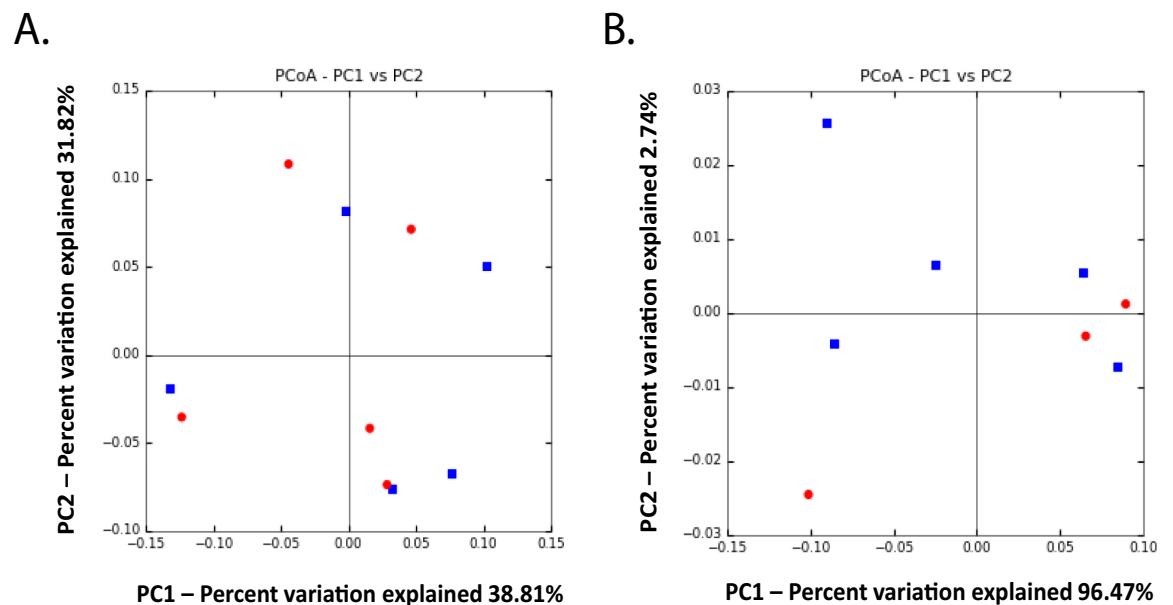 A.
PCoA - PC1 vs PC2
PC2 – Percent variation explained 31.82%
0.15
0.10
0.05
0.00
−0.05
−0.10
−0.15 −0.10 −0.05 0.00 0.05 0.10 0.15
PC1 – Percent variation explained 38.81%
B.
PCoA - PC1 vs PC2
PC2 – Percent variation explained 2.74%
0.03
0.02
0.01
0.00
−0.01
−0.02
−0.03
−0.15 −0.10 −0.05 0.00 0.05 0.10
PC1 – Percent variation explained 96.47%